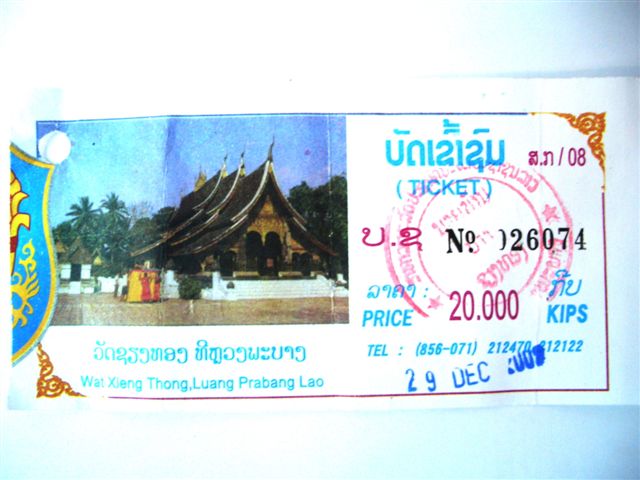 ບັດເຂົ້າຊົມ
ສ.ກ / 08
( TICKET )
ບ.ຊ Nº 026074
ລາຄາ : 20.000 ກີບ
PRICE KIPS
TEL : (856-071) 212470 212122
29 DEC
ວັດຊຽງທອງ ທີ່ຫຼວງພະບາງ
Wat Xieng Thong,Luang Prabang Lao